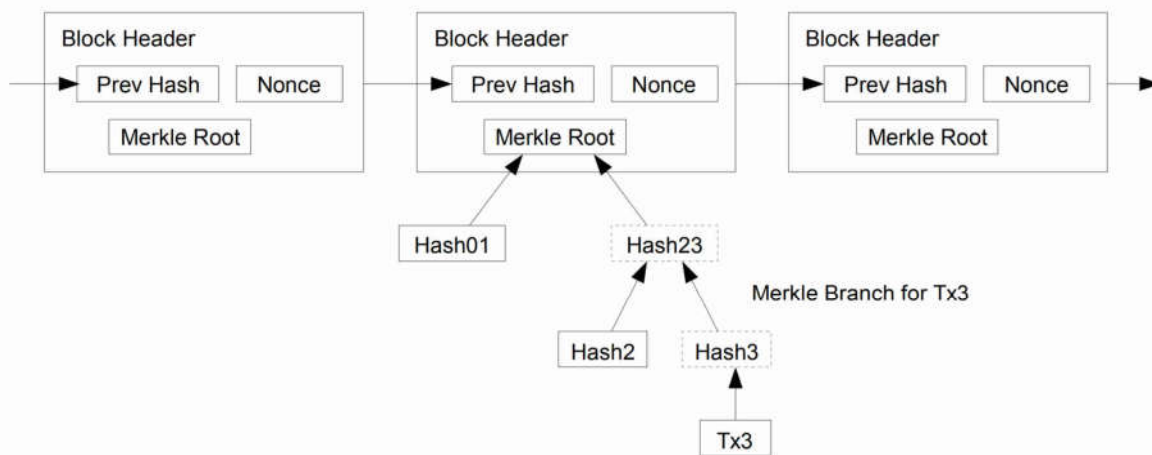 Block Header
Block Header
Block Header
Prev Hash
Nonce
Prev Hash
Nonce
Prev Hash
Nonce
Merkle Root
Merkle Root
Merkle Root
Hash01
Hash23
Merkle Branch for Tx3
Hash2
Hash3
Tx3